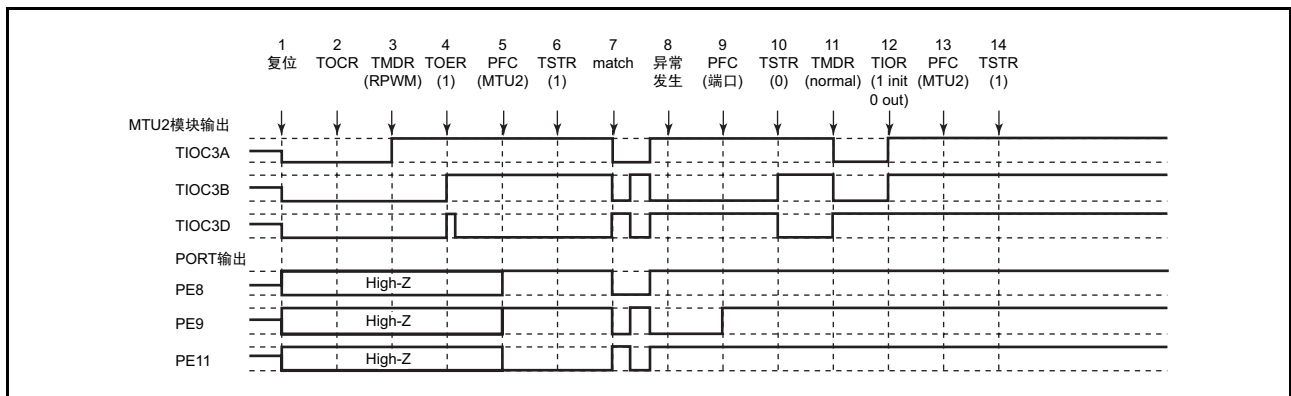 1 2 3 4 5 6 7 8 9 10 11 12 13 14
复位 TOCR TMDR TOER PFC TSTR match 异常 PFC TSTR TMDR TIOR PFC TSTR
(RPWM) (1) (MTU2) (1) 发生 (端口) (0) (normal) (1 init (MTU2) (1)
0 out)
MTU2模块输出
TIOC3A
TIOC3B
TIOC3D
PORT输出
PE8 High-Z
PE9 High-Z
PE11 High-Z